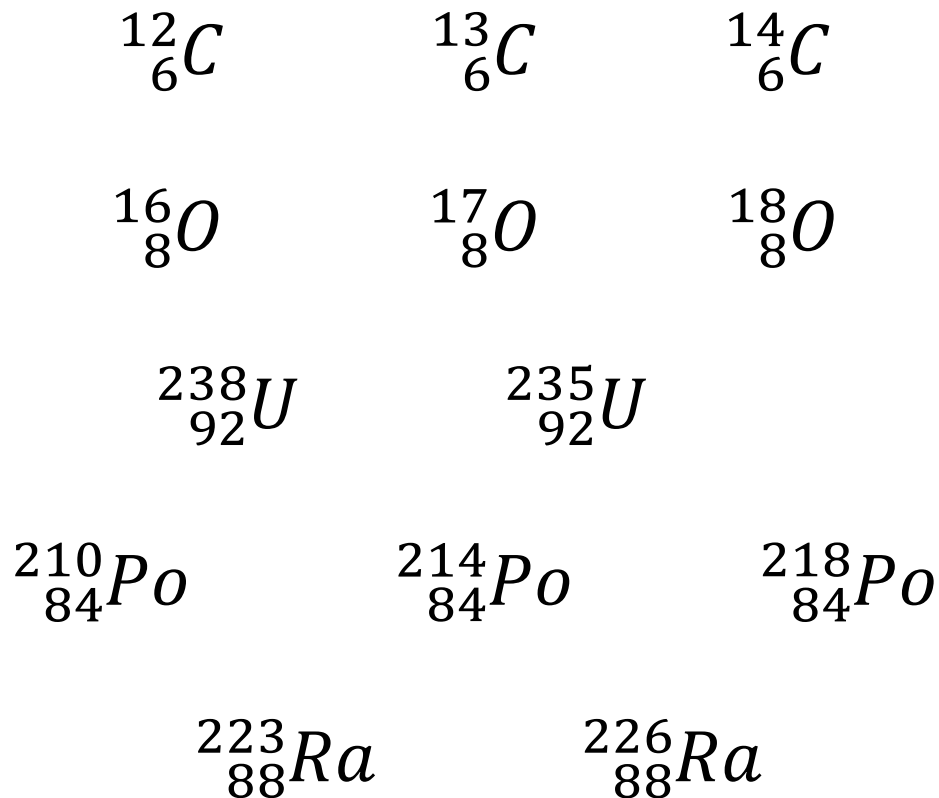 ¹²₆C ¹³₆C ¹⁴₆C
¹⁶₈O ¹⁷₈O ¹⁸₈O
²³⁸₉₂U ²³⁵₉₂U
²¹⁰₈₄Po ²¹⁴₈₄Po ²¹⁸₈₄Po
²²³₈₈Ra ²²⁶₈₈Ra